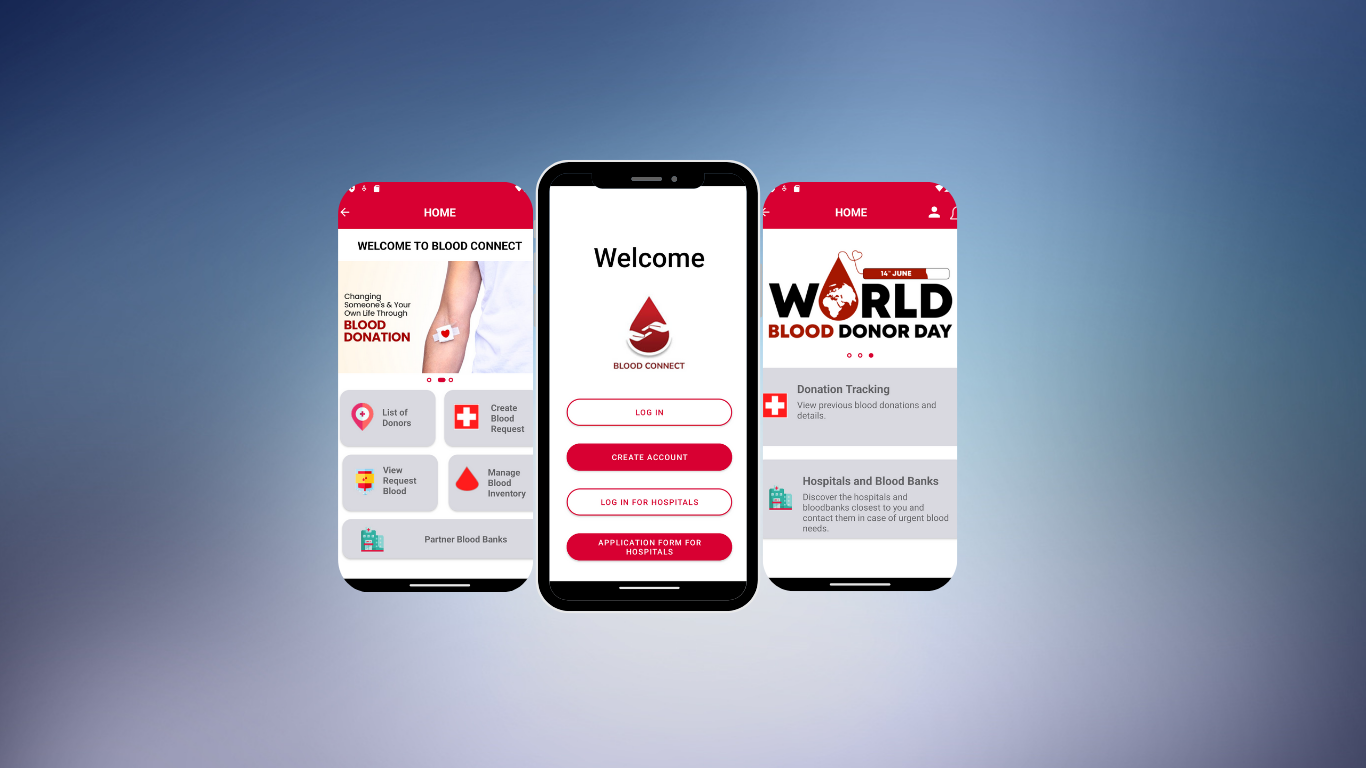 HOME
WELCOME TO BLOOD CONNECT
Changing
Someone's & Your
Own Life Through
BLOOD
DONATION
List of
Donors
Create
Blood
Request
View
Request
Blood
Manage
Blood
Inventory
Partner Blood Banks
Welcome
BLOOD CONNECT
LOG IN
CREATE ACCOUNT
LOG IN FOR HOSPITALS
APPLICATION FORM FOR
HOSPITALS
HOME
14TH JUNE
WORLD
BLOOD DONOR DAY
Donation Tracking
View previous blood donations and
details.
Hospitals and Blood Banks
Discover the hospitals and
bloodbanks closest to you and
contact them in case of urgent blood
needs.